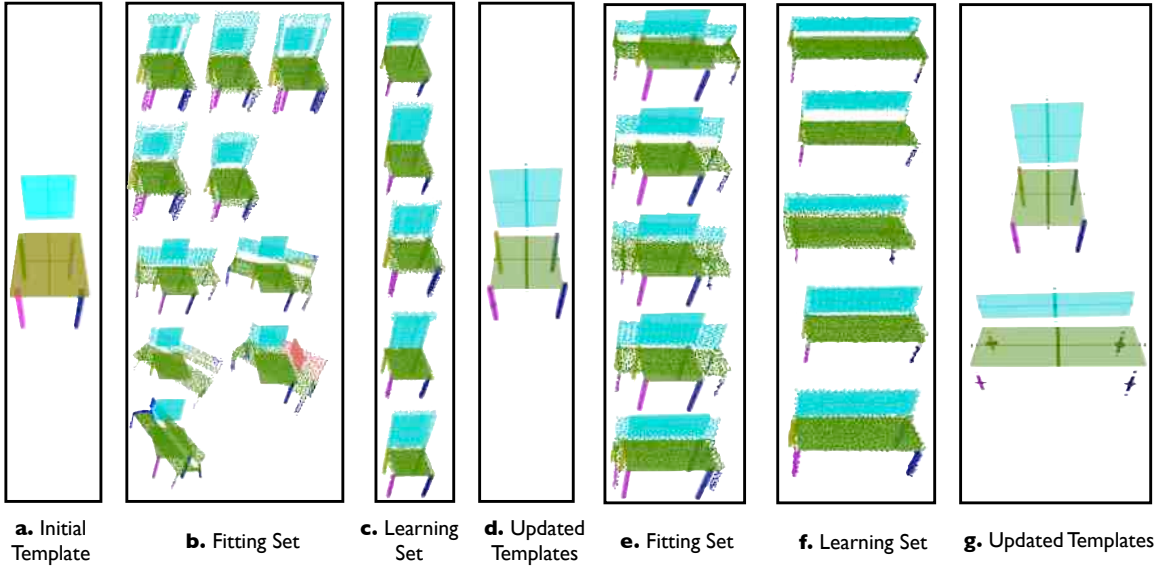 a. Initial
Template
b. Fitting Set
c. Learning
Set
d. Updated
Templates
e. Fitting Set
f. Learning Set
g. Updated Templates